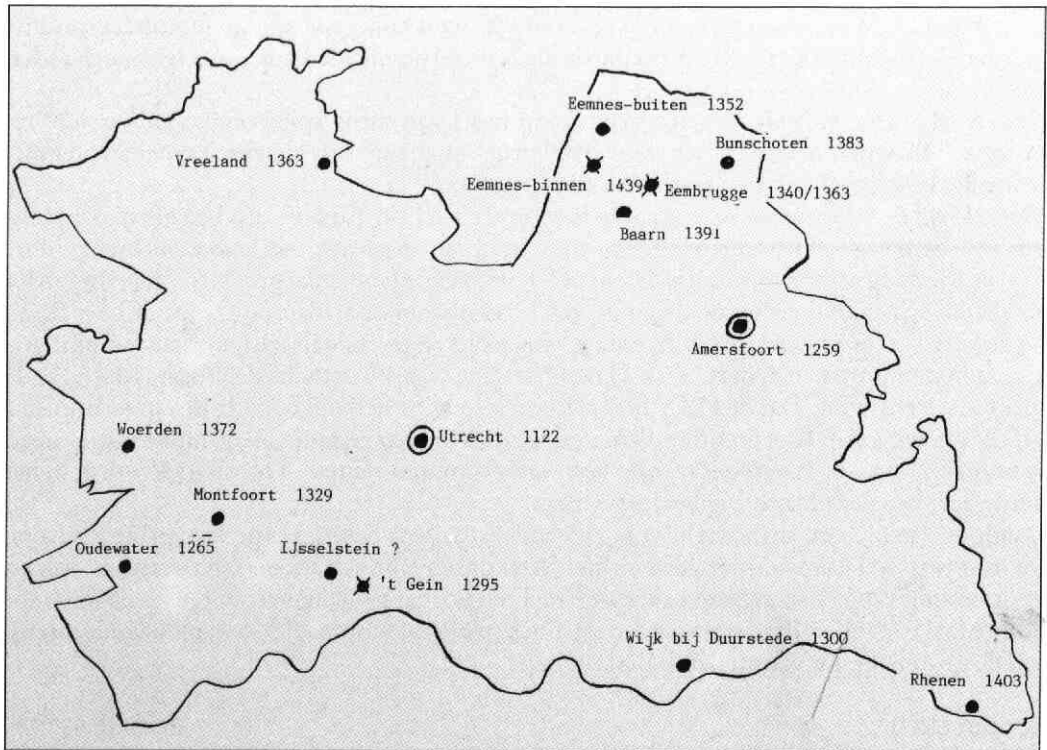 Eemnes-buiten 1352
Bunschoten 1383
Vreeland 1363
Eemnes-binnen 1439
Eembrugge 1340/1363
Baarn 1391
Amersfoort 1259
Woerden 1372
Utrecht 1122
Montfoort 1329
Oudewater 1265
IJsselstein ?
't Gein 1295
Wijk bij Duurstede 1300
Rhenen 1403